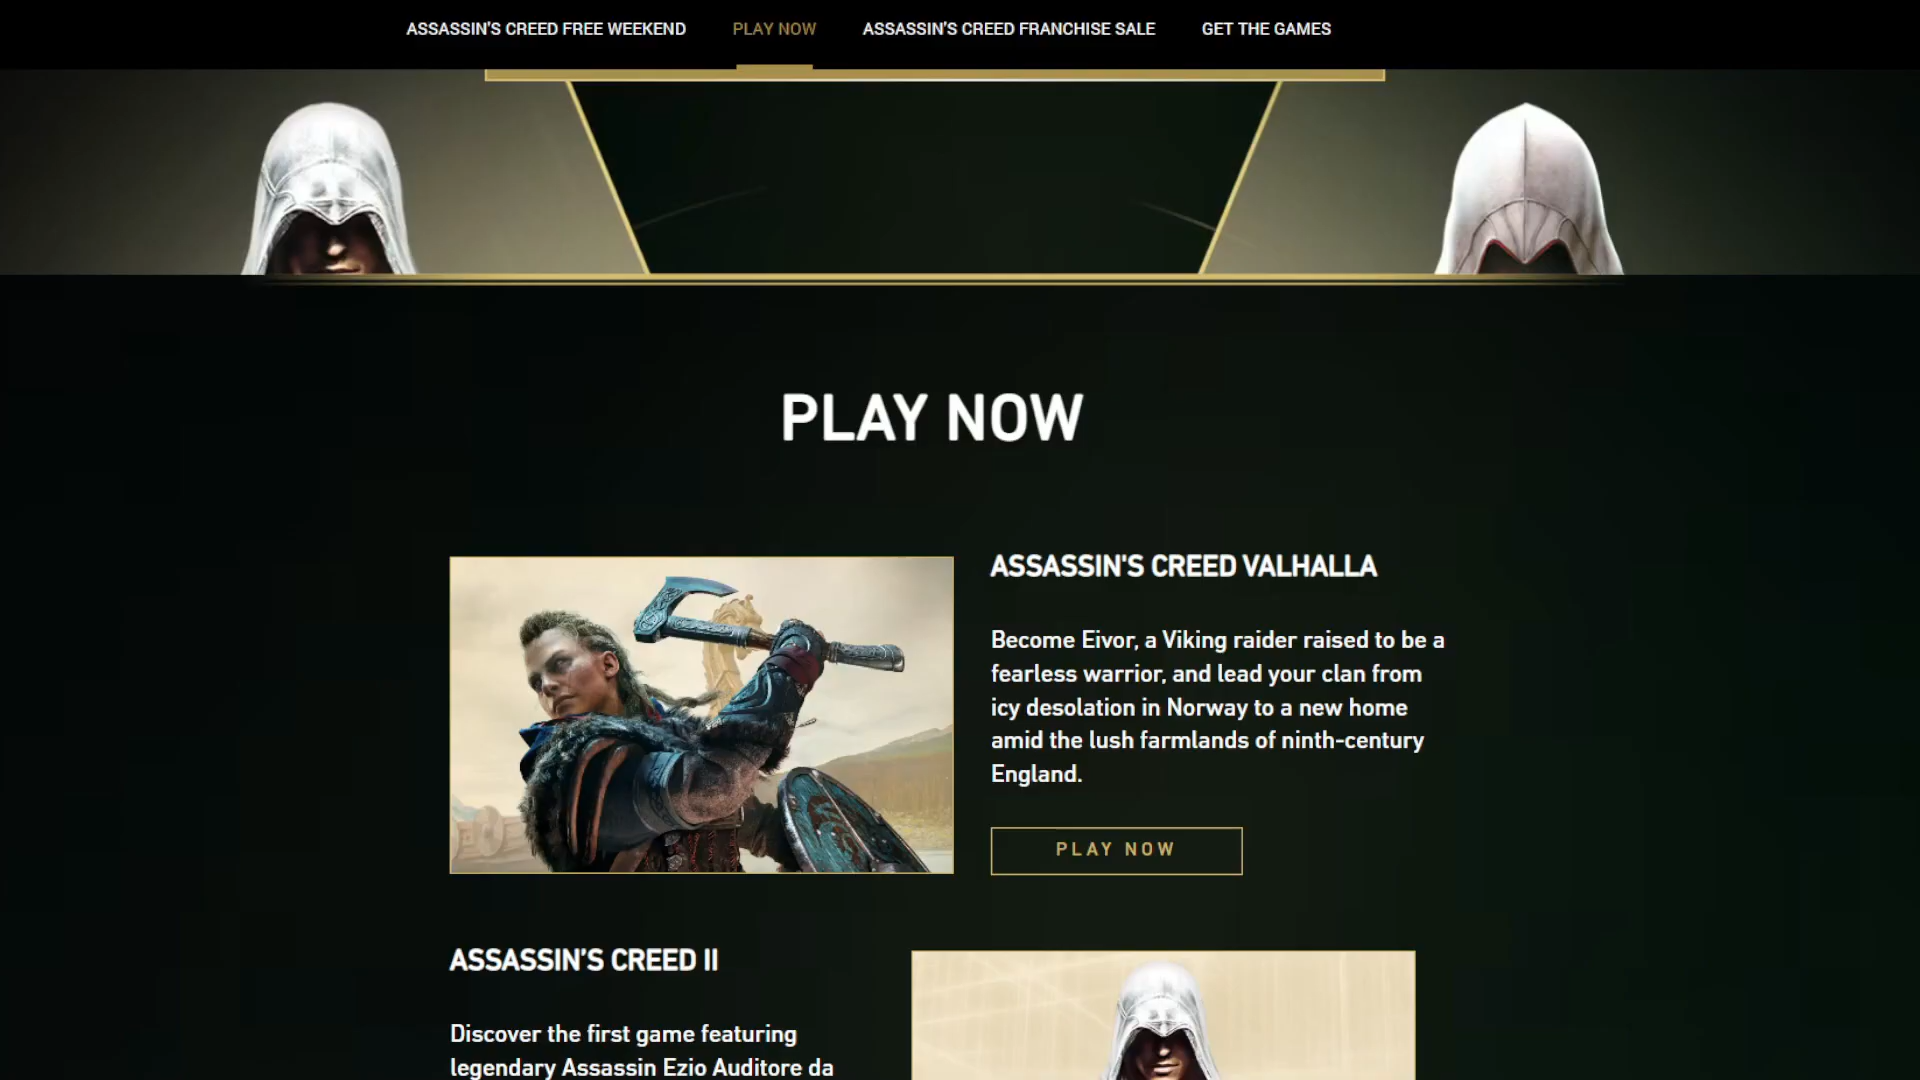 ASSASSIN'S CREED FREE WEEKEND
PLAY NOW
ASSASSIN'S CREED FRANCHISE SALE
GET THE GAMES
PLAY NOW
ASSASSIN'S CREED VALHALLA
Become Eivor, a Viking raider raised to be a
fearless warrior, and lead your clan from
icy desolation in Norway to a new home
amid the lush farmlands of ninth-century
England.
PLAY NOW
ASSASSIN’S CREED II
Discover the first game featuring
legendary Assassin Ezio Auditore da